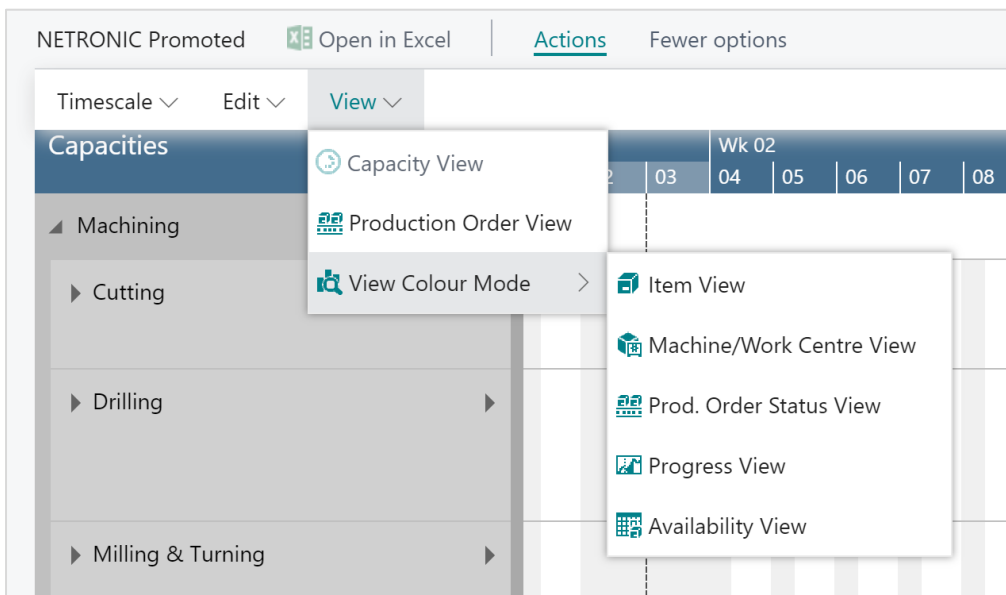 NETRONIC Promoted Open in Excel Actions Fewer options
Timescale Edit View
Capacities
Wk 02
03 04 05 06 07 08
Capacity View
Production Order View
View Colour Mode
Item View
Machine/Work Centre View
Prod. Order Status View
Progress View
Availability View
Machining
Cutting
Drilling
Milling & Turning